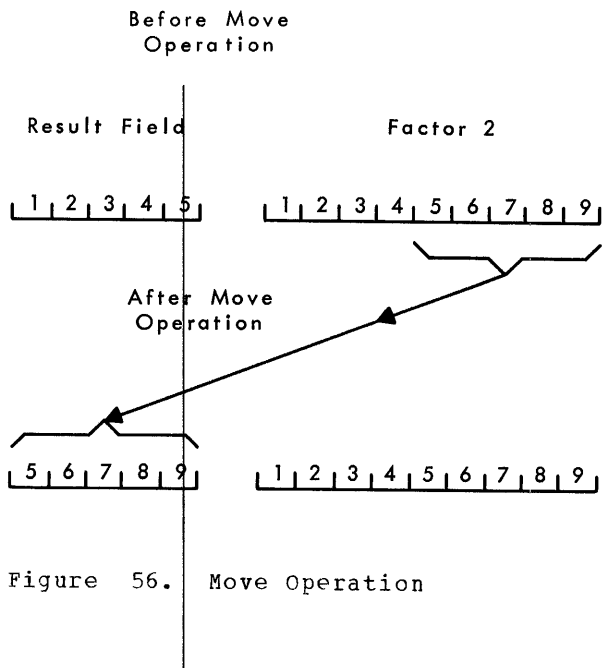 Before Move
Operation
Result Field Factor 2
1 2 3 4 5 1 2 3 4 5 6 7 8 9
After Move
Operation
5 6 7 8 9 1 2 3 4 5 6 7 8 9
Figure 56. Move Operation